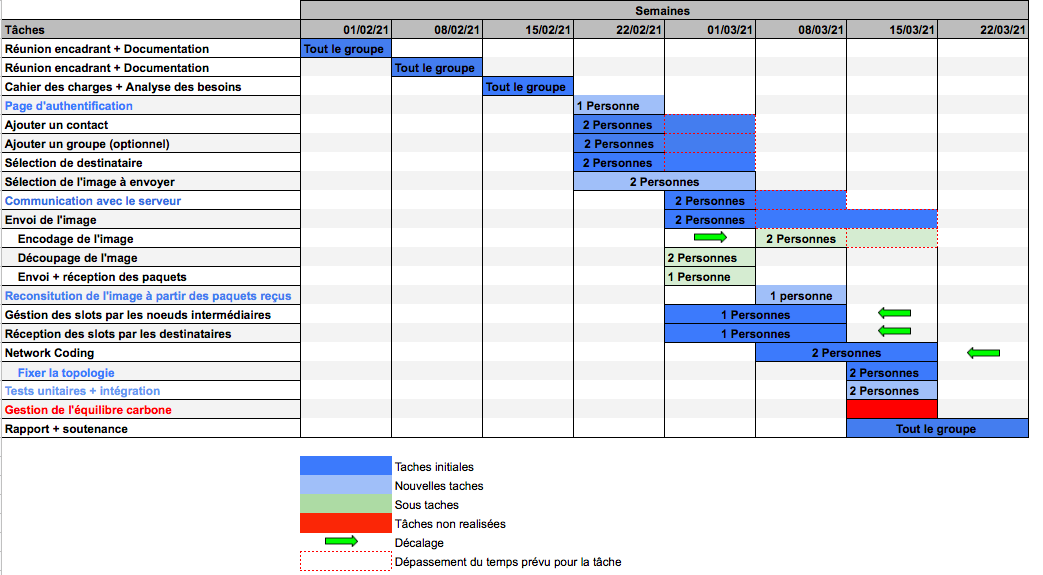 Semaines
Tâches 01/02/21 08/02/21 15/02/21 22/02/21 01/03/21 08/03/21 15/03/21 22/03/21
Réunion encadrant + Documentation Tout le groupe
Réunion encadrant + Documentation Tout le groupe
Cahier des charges + Analyse des besoins Tout le groupe
Page d'authentification 1 Personne
Ajouter un contact 2 Personnes
Ajouter un groupe (optionnel) 2 Personnes
Sélection de destinataire 2 Personnes
Sélection de l'image à envoyer 2 Personnes
Communication avec le serveur 2 Personnes
Envoi de l'image 2 Personnes
Encodage de l'image 2 Personnes
Découpage de l'mage 2 Personnes
Envoi + réception des paquets 1 Personne
Reconsitution de l'image à partir des paquets reçus 1 personne
Géstion des slots par les noeuds intermédiaires 1 Personnes
Réception des slots par les destinataires 1 Personnes
Network Coding 2 Personnes
Fixer la topologie 2 Personnes
Tests unitaires + intégration 2 Personnes
Gestion de l'équilibre carbone
Rapport + soutenance Tout le groupe
Taches initiales
Nouvelles taches
Sous taches
Tâches non realisées
Décalage
Dépassement du temps prévu pour la tâche